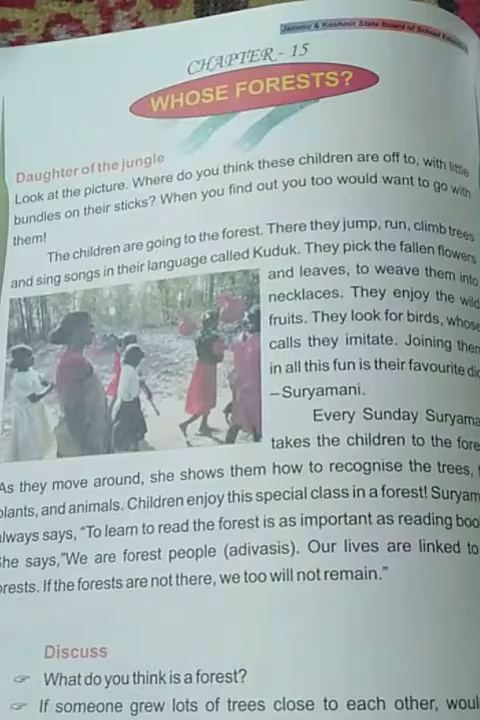 Jammu & Kashmir State Board of School
CHAPTER - 15
WHOSE FORESTS?
Daughter of the jungle
Look at the picture. Where do you think these children are off to, with little
bundles on their sticks? When you find out you too would want to go with
them!
The children are going to the forest. There they jump, run, climb trees
and sing songs in their language called Kuduk. They pick the fallen flowers
and leaves, to weave them into
necklaces. They enjoy the wild
fruits. They look for birds, whose
calls they imitate. Joining them
in all this fun is their favourite di
– Suryamani.
Every Sunday Suryama
takes the children to the fore
As they move around, she shows them how to recognise the trees,
plants, and animals. Children enjoy this special class in a forest! Suryam
always says, “To learn to read the forest is as important as reading boo
She says,”We are forest people (adivasis). Our lives are linked to
orests. If the forests are not there, we too will not remain.”
Discuss
☞ What do you think is a forest?
☞ If someone grew lots of trees close to each other, woul